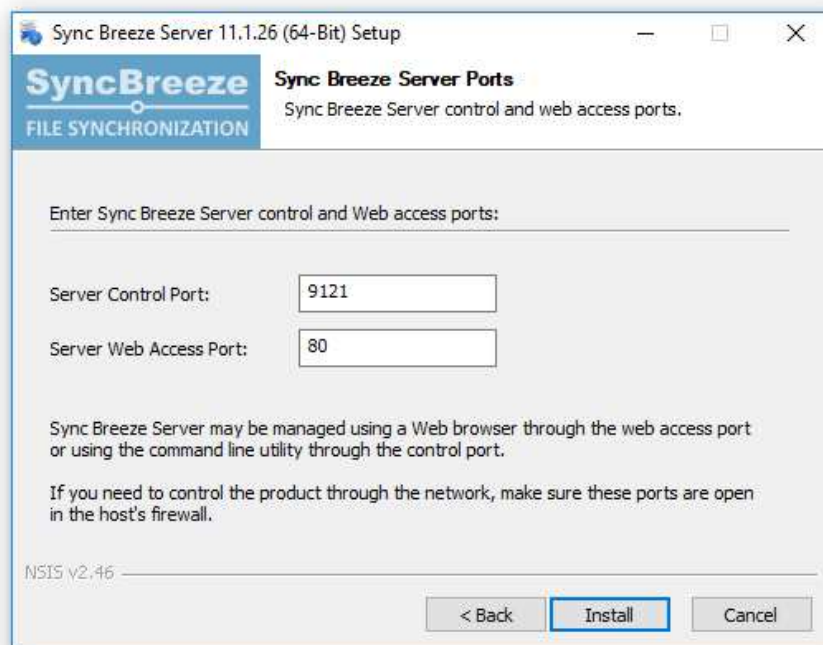 Sync Breeze Server 11.1.26 (64-Bit) Setup
SyncBreeze
FILE SYNCHRONIZATION
Sync Breeze Server Ports
Sync Breeze Server control and web access ports.
Enter Sync Breeze Server control and Web access ports:
Server Control Port: 9121
Server Web Access Port: 80
Sync Breeze Server may be managed using a Web browser through the web access port
or using the command line utility through the control port.
If you need to control the product through the network, make sure these ports are open
in the host's firewall.
NSIS v2.46
< Back Install Cancel